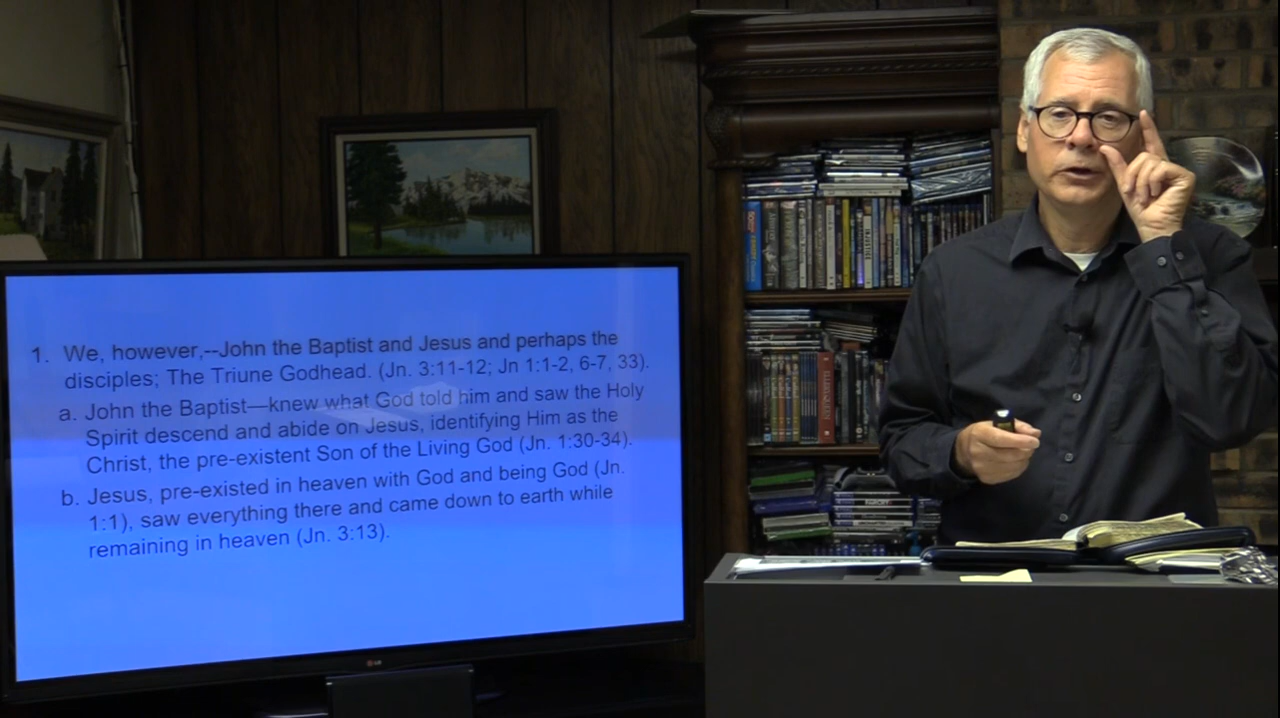 1. We, however,--John the Baptist and Jesus and perhaps the
disciples; The Triune Godhead. (Jn. 3:11-12; Jn 1:1-2, 6-7, 33).
a. John the Baptist—knew what God told him and saw the Holy
Spirit descend and abide on Jesus, identifying Him as the
Christ, the pre-existent Son of the Living God (Jn. 1:30-34).
b. Jesus, pre-existed in heaven with God and being God (Jn.
1:1), saw everything there and came down to earth while
remaining in heaven (Jn. 3:13).
LG